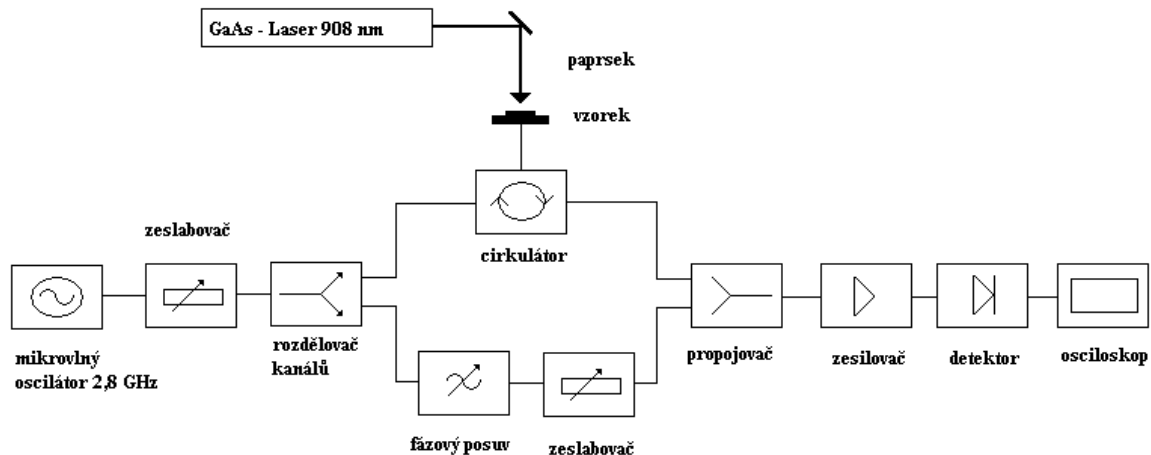 GaAs - Laser 908 nm
paprsek
vzorek
zeslabovač
cirkulátor
mikrovlný
oscilátor 2,8 GHz
rozdělovač
kanálů
propojovač
zesilovač
detektor
osciloskop
fázový posuv
zeslabovač